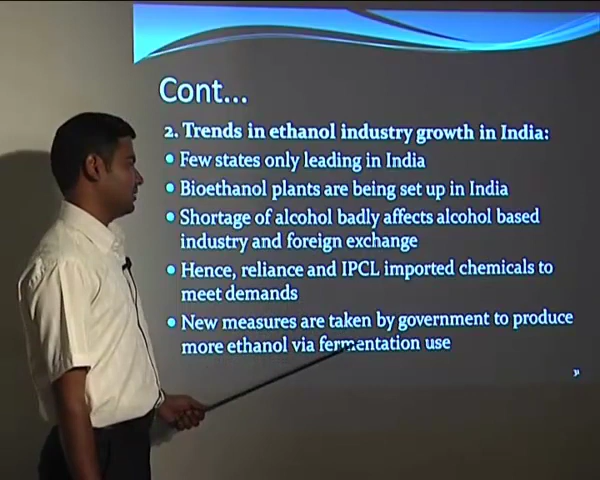 Cont...
2. Trends in ethanol industry growth in India:
• Few states only leading in India
• Bioethanol plants are being set up in India
• Shortage of alcohol badly affects alcohol based
industry and foreign exchange
• Hence, reliance and IPCL imported chemicals to
meet demands
• New measures are taken by government to produce
more ethanol via fermentation use